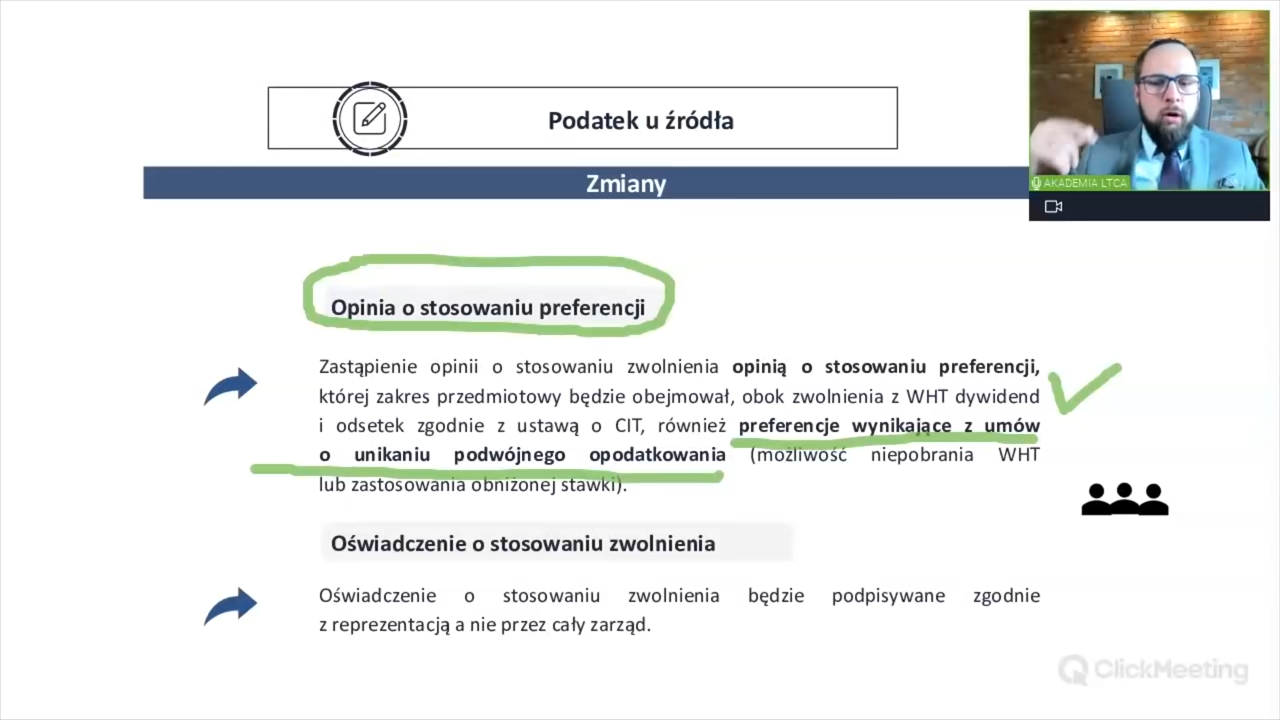 Podatek u źródła
Zmiany
AKADEMIA LTCA
Opinia o stosowaniu preferencji
Zastąpienie opinii o stosowaniu zwolnienia opinią o stosowaniu preferencji,
której zakres przedmiotowy będzie obejmował, obok zwolnienia z WHT dywidend
i odsetek zgodnie z ustawą o CIT, również preferencje wynikające z umów
o unikaniu podwójnego opodatkowania (możliwość niepobrania WHT
lub zastosowania obniżonej stawki).
Oświadczenie o stosowaniu zwolnienia
Oświadczenie o stosowaniu zwolnienia będzie podpisywane zgodnie
z reprezentacją a nie przez cały zarząd.
ClickMeeting